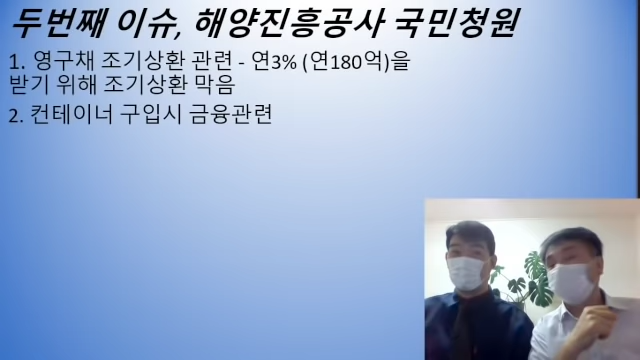 두번째 이슈, 해양진흥공사 국민청원
1. 영구채 조기상환 관련 - 연3% (연180억)을
받기 위해 조기상환 막음
2. 컨테이너 구입시 금융관련